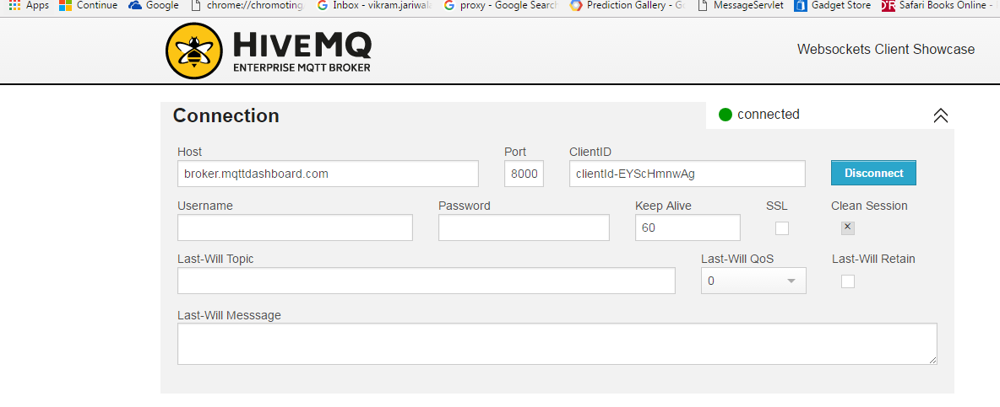 Apps Continue Google chrome://chromoting Inbox - vikram.jariwala proxy - Google Search Prediction Gallery - Go MessageServlet Gadget Store Safari Books Online -
HIVEMQ
ENTERPRISE MQTT BROKER
Websockets Client Showcase
Connection
connected
Host Port ClientID
broker.mqttdashboard.com 8000 clientId-EYScHmnwAg Disconnect
Username Password Keep Alive SSL Clean Session
60
Last-Will Topic Last-Will QoS Last-Will Retain
0
Last-Will Messsage